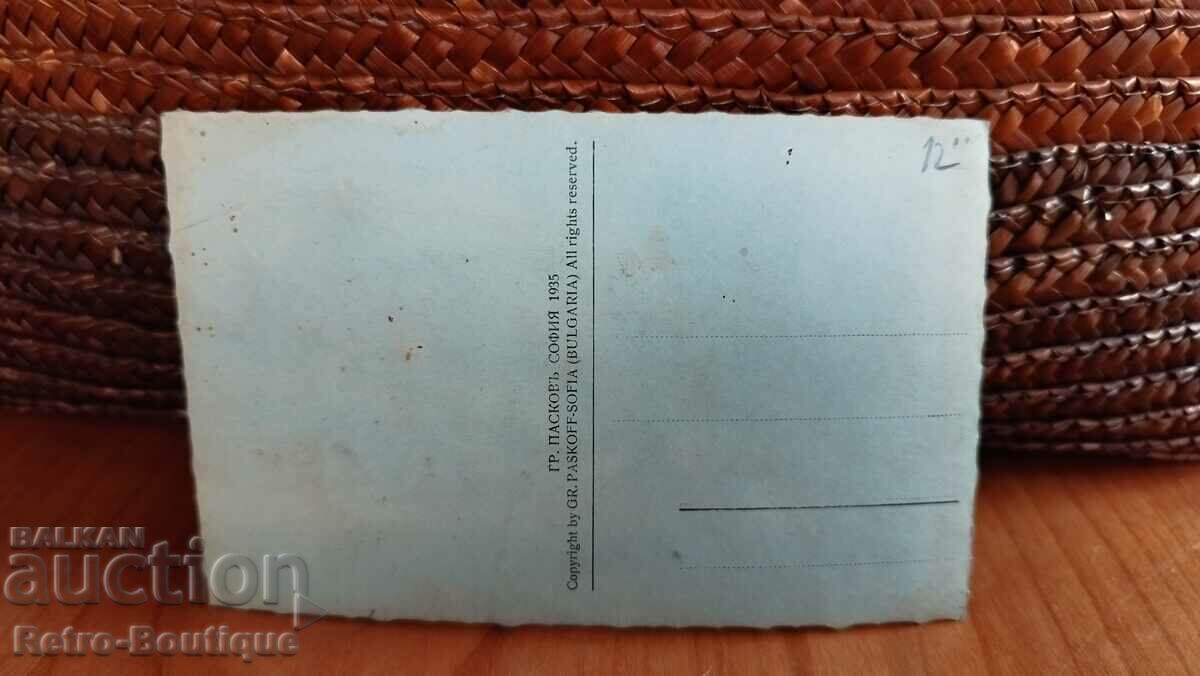 12
ГР. ПАСКОВЪ СОФИЯ 1935
Copyright by GR. PASKOFF-SOFIA (BULGARIA) All rights reserved.
BALKAN
auction
Retro-Boutique